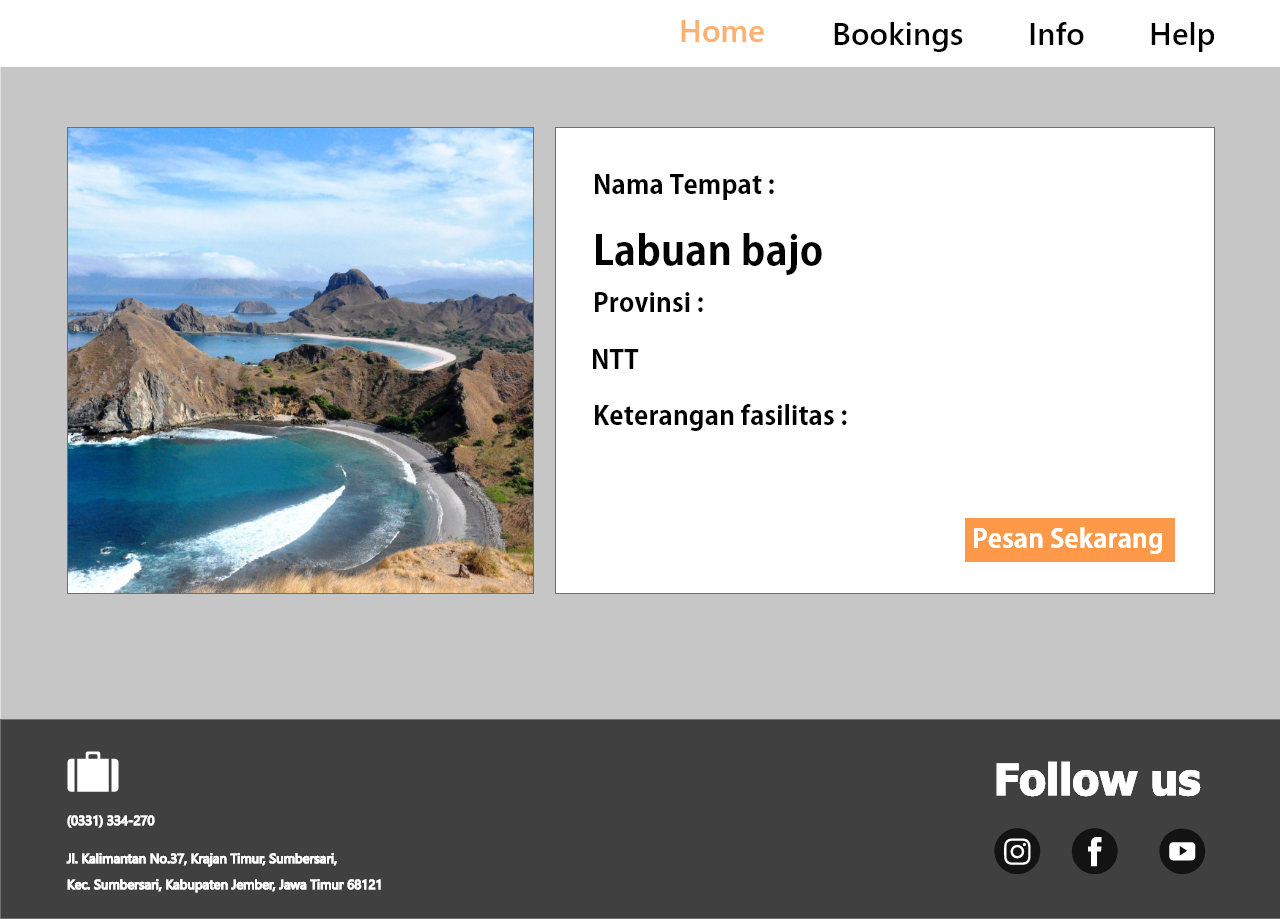 Home Bookings Info Help
Nama Tempat :
Labuan bajo
Provinsi :
NTT
Keterangan fasilitas :
Pesan Sekarang
(0331) 334-270
Jl. Kalimantan No.37, Krajan Timur, Sumbersari,
Kec. Sumbersari, Kabupaten Jember, Jawa Timur 68121
Follow us